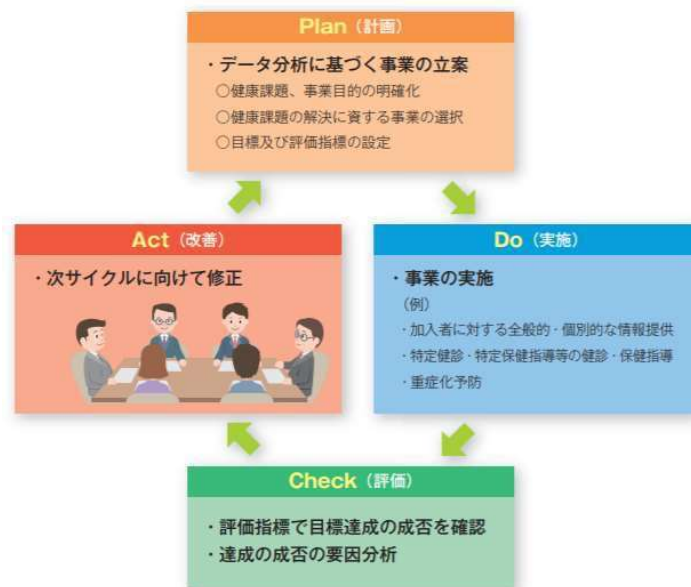 Plan（計画）
・データ分析に基づく事業の立案
○健康課題、事業目的の明確化
○健康課題の解決に資する事業の選択
○目標及び評価指標の設定
Act（改善）
・次サイクルに向けて修正
Do（実施）
・事業の実施
（例）
・加入者に対する全般的・個別的な情報提供
・特定健診・特定保健指導等の健診・保健指導
・重症化予防
Check（評価）
・評価指標で目標達成の成否を確認
・達成の成否の要因分析